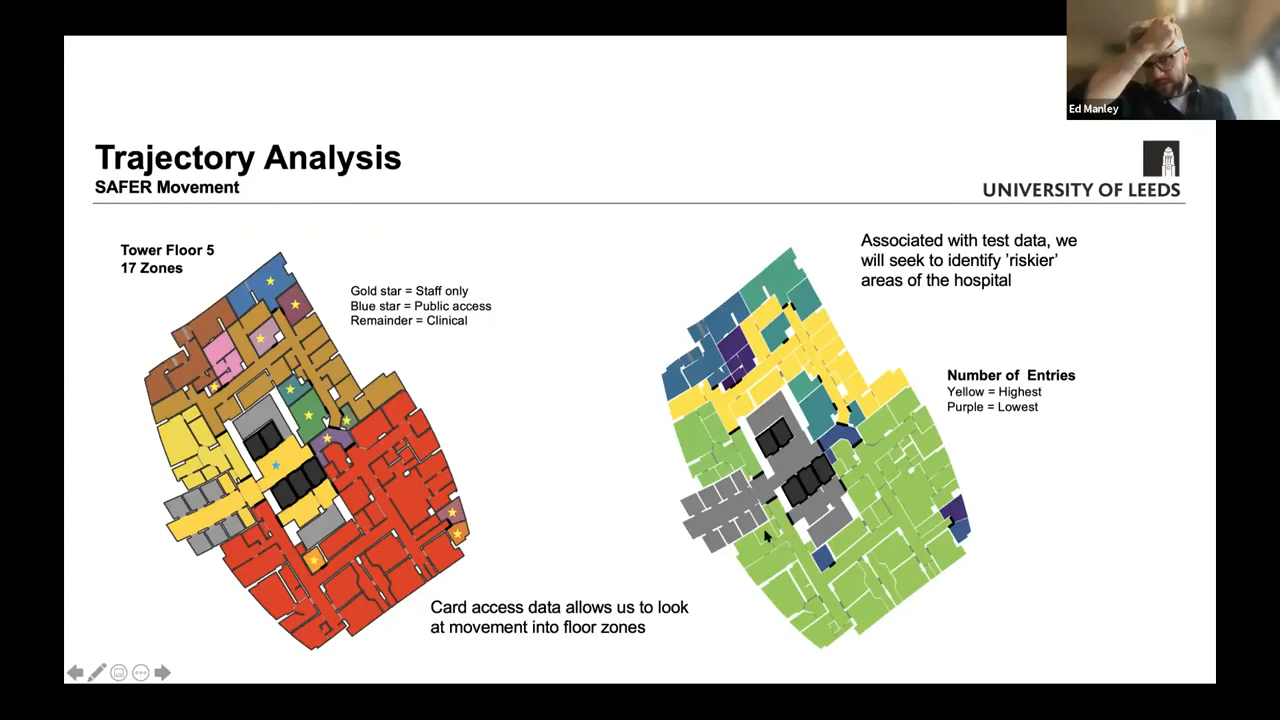 Ed Manley
Trajectory Analysis
SAFER Movement
UNIVERSITY OF LEEDS
Tower Floor 5
17 Zones
Gold star = Staff only
Blue star = Public access
Remainder = Clinical
Associated with test data, we
will seek to identify 'riskier'
areas of the hospital
Number of Entries
Yellow = Highest
Purple = Lowest
Card access data allows us to look
at movement into floor zones